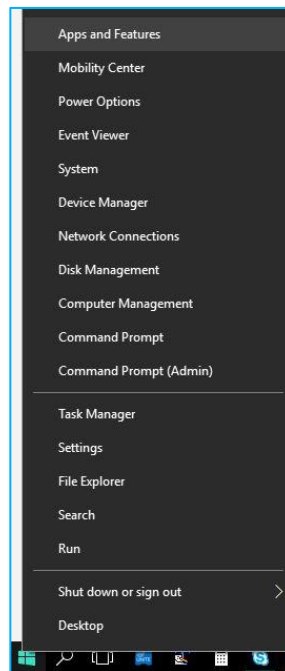 Apps and Features
Mobility Center
Power Options
Event Viewer
System
Device Manager
Network Connections
Disk Management
Computer Management
Command Prompt
Command Prompt (Admin)
Task Manager
Settings
File Explorer
Search
Run
Shut down or sign out
Desktop